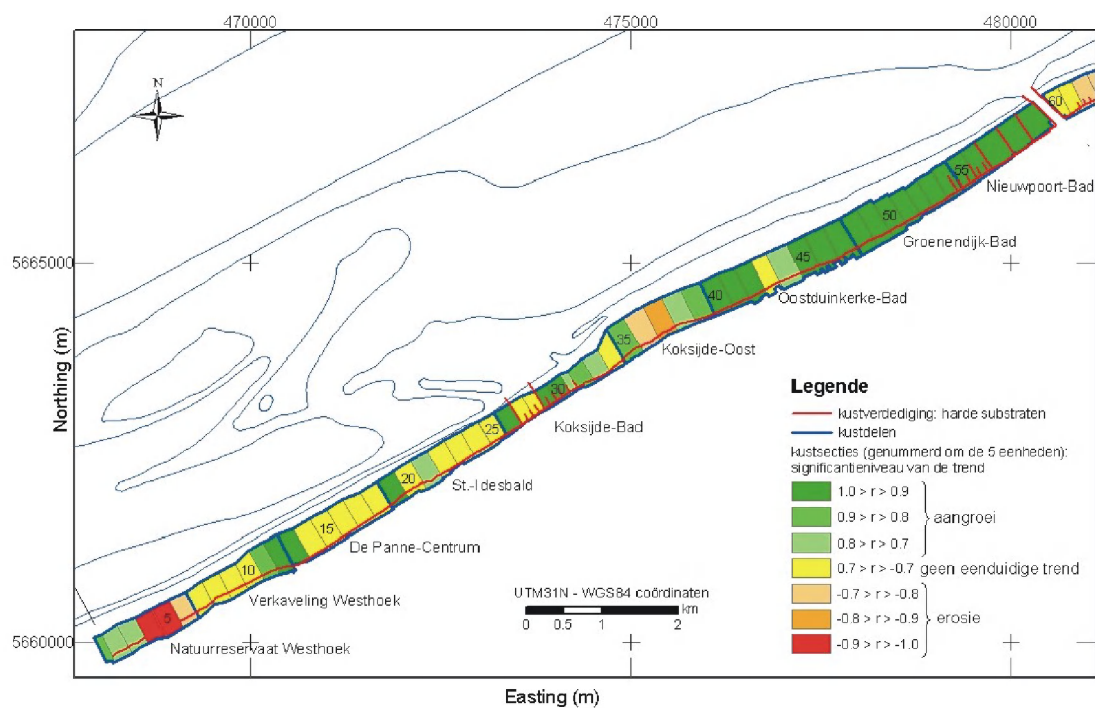 470000
475000
480000
N
5665000
5660000
Northing (m)
Easting (m)
60
55
Nieuwpoort-Bad
50
Groenendijk-Bad
45
Oostduinkerke-Bad
40
Koksijde-Oost
35
30
Koksijde-Bad
25
St.-Idesbald
20
De Panne-Centrum
15
Verkaveling Westhoek
10
Natuurreservaat Westhoek
5
UTM31N - WGS84 coördinaten
km
0 0.5 1 2
Legende
kustverdediging: harde substraten
kustdelen
kustsecties (genummerd om de 5 eenheden):
significantieniveau van de trend
1.0 > r > 0.9
0.9 > r > 0.8
aangroei
0.8 > r > 0.7
0.7 > r > -0.7 geen eenduidige trend
-0.7 > r > -0.8
-0.8 > r > -0.9
erosie
-0.9 > r > -1.0